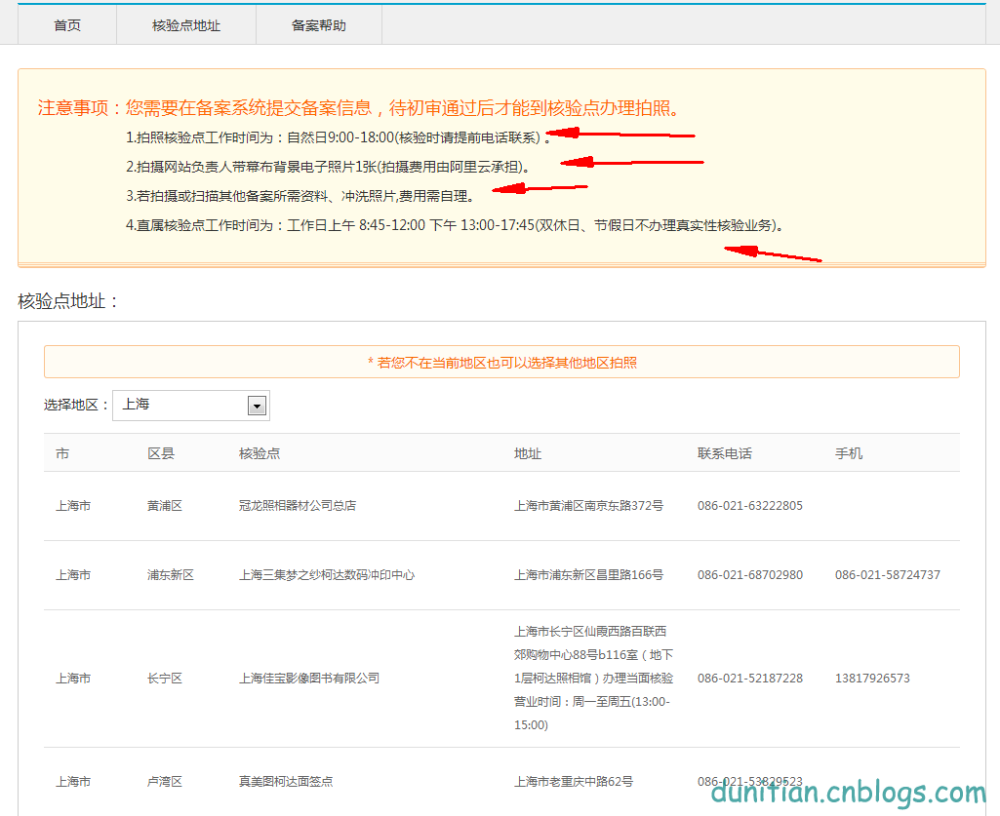 首页 核验点地址 备案帮助
注意事项：您需要在备案系统提交备案信息，待初审通过后才能到核验点办理拍照。
1.拍照核验点工作时间为：自然日9:00-18:00(核验时请提前电话联系) 。
2.拍摄网站负责人带幕布背景电子照片1张(拍摄费用由阿里云承担)。
3.若拍摄或扫描其他备案所需资料、冲洗照片,费用需自理。
4.直属核验点工作时间为：工作日上午 8:45-12:00 下午 13:00-17:45(双休日、节假日不办理真实性核验业务)。
核验点地址：
* 若您不在当前地区也可以选择其他地区拍照
选择地区： 上海
市 区县 核验点 地址 联系电话 手机
上海市 黄浦区 冠龙照相器材公司总店 上海市黄浦区南京东路372号 086-021-63222805
上海市 浦东新区 上海三集梦之纱柯达数码冲印中心 上海市浦东新区昌里路166号 086-021-68702980 086-021-58724737
上海市长宁区仙霞西路百联西
郊购物中心88号b116室（地下
上海市 长宁区 上海佳宝影像图书有限公司 1层柯达照相馆）办理当面核验 086-021-52187228 13817926573
营业时间：周一至周五(13:00-
15:00)
上海市 卢湾区 真美图柯达面签点 上海市老重庆中路62号 086-021-53829523
dunitian.cnblogs.com